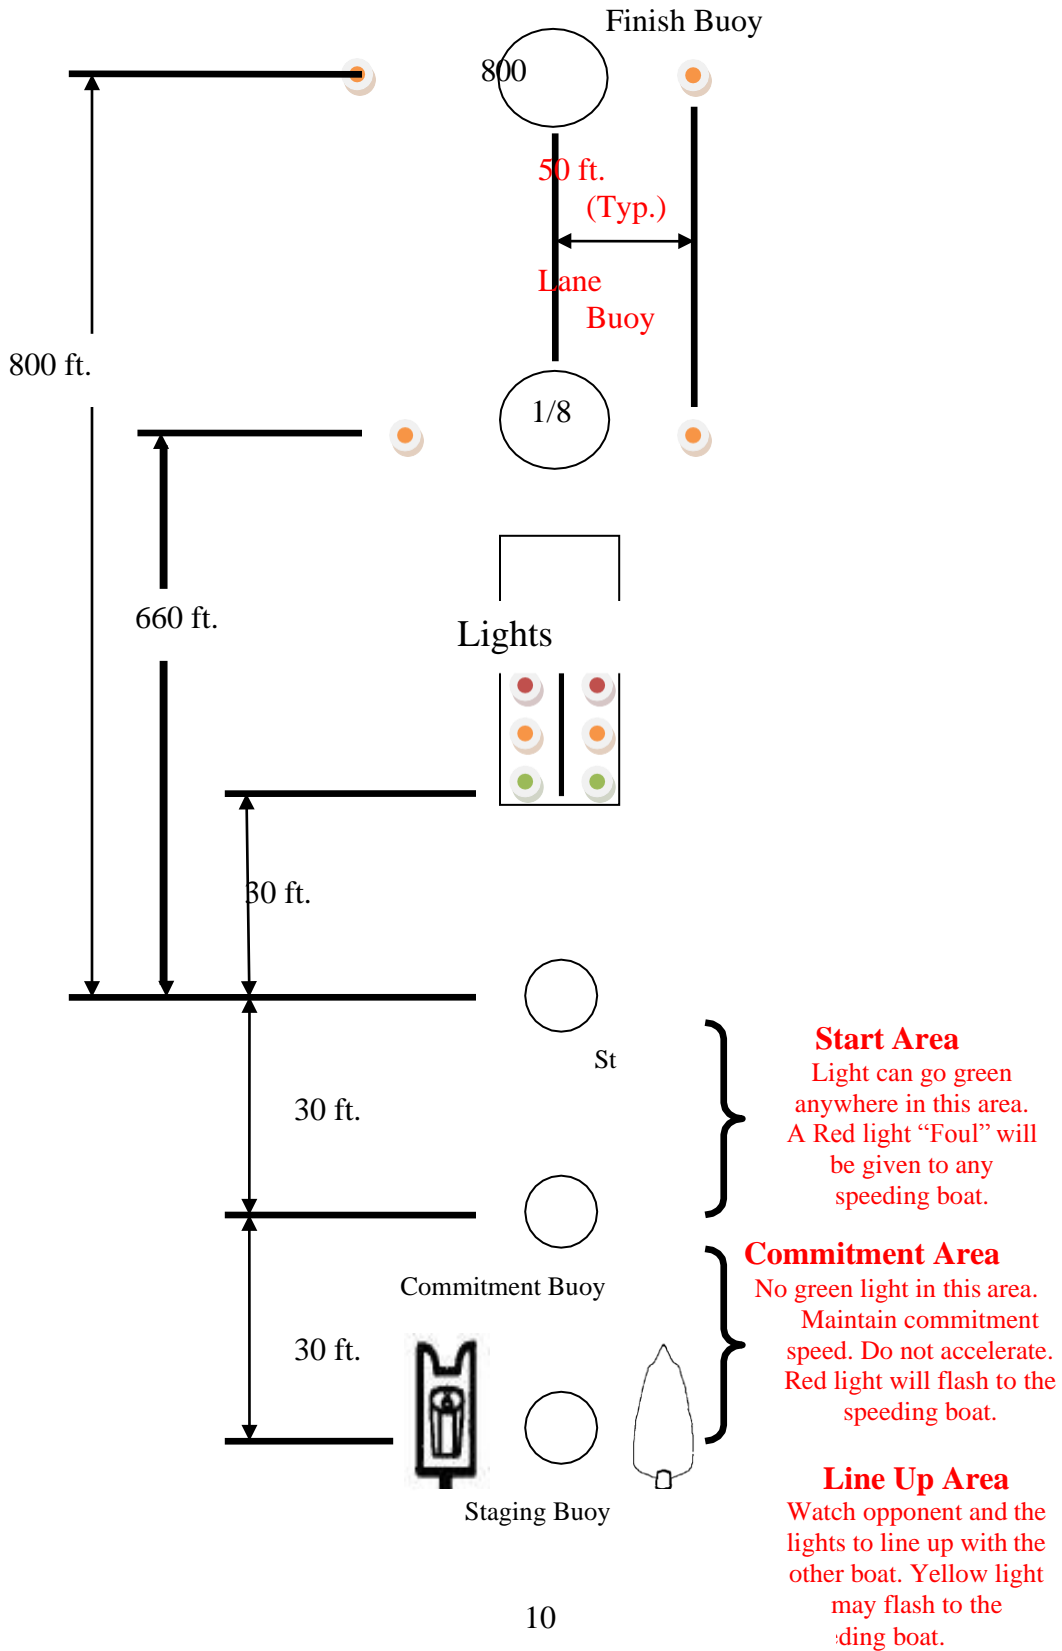 Finish Buoy
800
50 ft.
(Typ.)
Lane
Buoy
800 ft.
1/8
660 ft.
Lights
30 ft.
St
30 ft.
Start Area
Light can go green
anywhere in this area.
A Red light “Foul” will
be given to any
speeding boat.
Commitment Buoy
30 ft.
Commitment Area
No green light in this area.
Maintain commitment
speed. Do not accelerate.
Red light will flash to the
speeding boat.
Staging Buoy
Line Up Area
Watch opponent and the
lights to line up with the
other boat. Yellow light
may flash to the
boat.
10